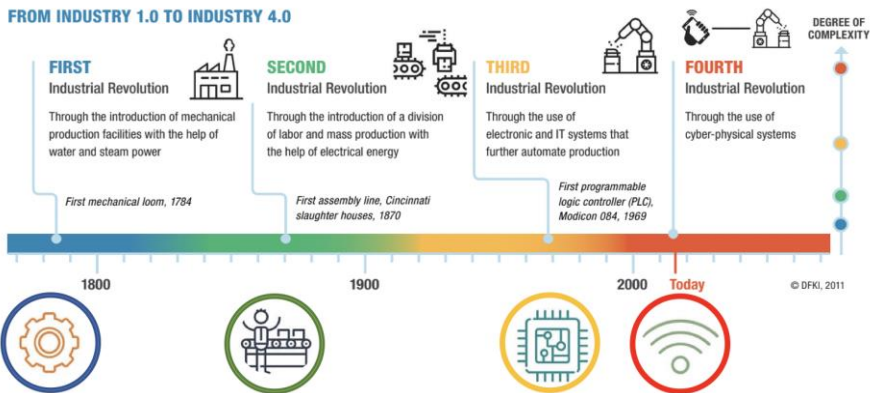 FROM INDUSTRY 1.0 TO INDUSTRY 4.0
DEGREE OF
COMPLEXITY
FIRST
Industrial Revolution
Through the introduction of mechanical
production facilities with the help of
water and steam power
First mechanical loom, 1784
SECOND
Industrial Revolution
Through the introduction of a division
of labor and mass production with
the help of electrical energy
First assembly line, Cincinnati
slaughter houses, 1870
THIRD
Industrial Revolution
Through the use of
electronic and IT systems that
further automate production
First programmable
logic controller (PLC),
Modicon 084, 1969
FOURTH
Industrial Revolution
Through the use of
cyber-physical systems
1800
1900
2000
Today
© DFKI, 2011